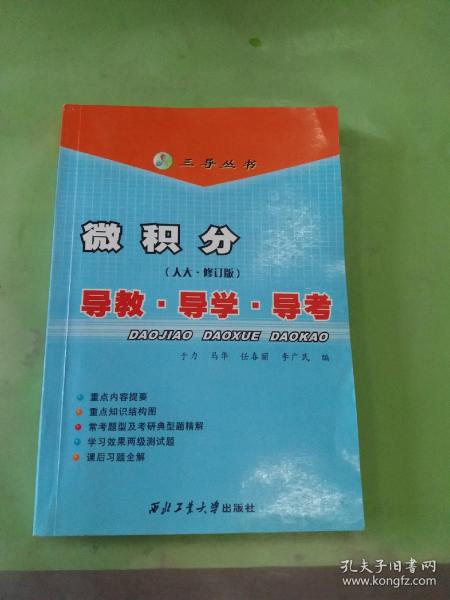 三导丛书
微积分
(人大·修订版)
导教·导学·导考
DAOJIAO DAOXUE DAOKAO
于力 马华 任春丽 李广民 编
重点内容提要
重点知识结构图
常考题型及考研典型题精解
学习效果两级测试题
课后习题全解
西北工业大学出版社
孔夫子旧书网
www.kongfz.com